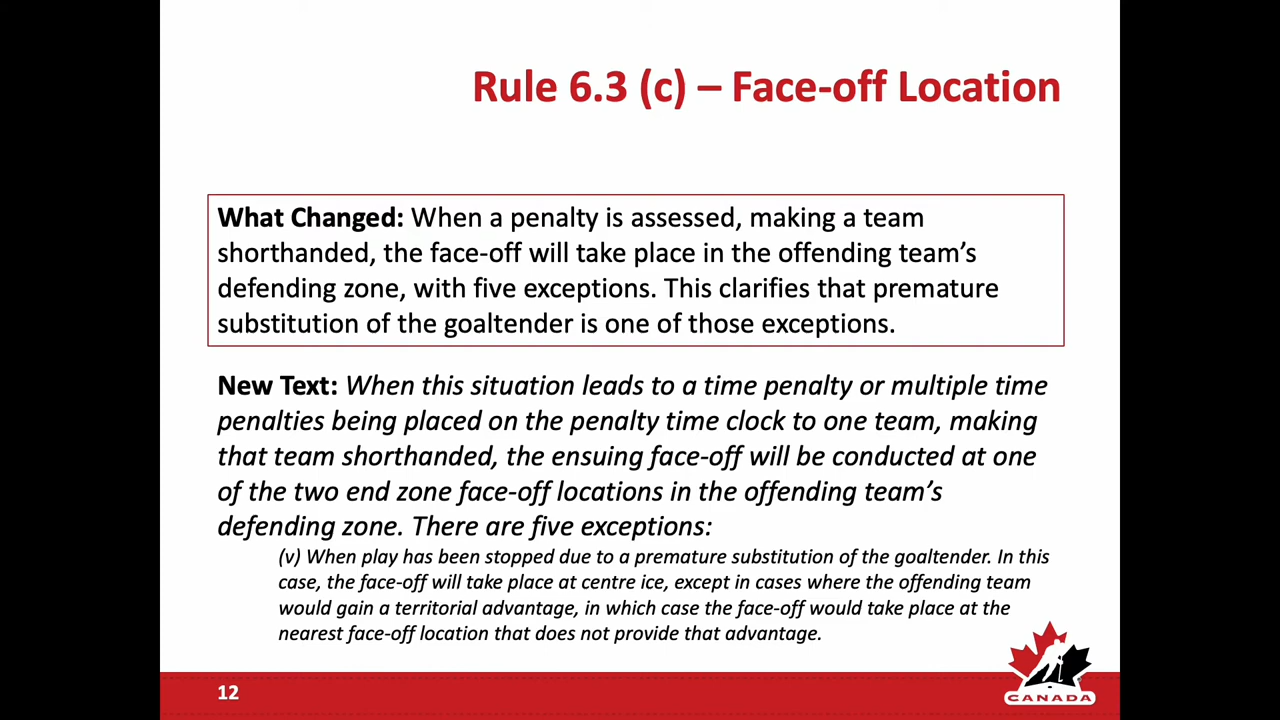 Rule 6.3 (c) – Face-off Location
What Changed: When a penalty is assessed, making a team
shorthanded, the face-off will take place in the offending team’s
defending zone, with five exceptions. This clarifies that premature
substitution of the goaltender is one of those exceptions.
New Text: When this situation leads to a time penalty or multiple time
penalties being placed on the penalty time clock to one team, making
that team shorthanded, the ensuing face-off will be conducted at one
of the two end zone face-off locations in the offending team’s
defending zone. There are five exceptions:
(v) When play has been stopped due to a premature substitution of the goaltender. In this
case, the face-off will take place at centre ice, except in cases where the offending team
would gain a territorial advantage, in which case the face-off would take place at the
nearest face-off location that does not provide that advantage.
12
CANADA